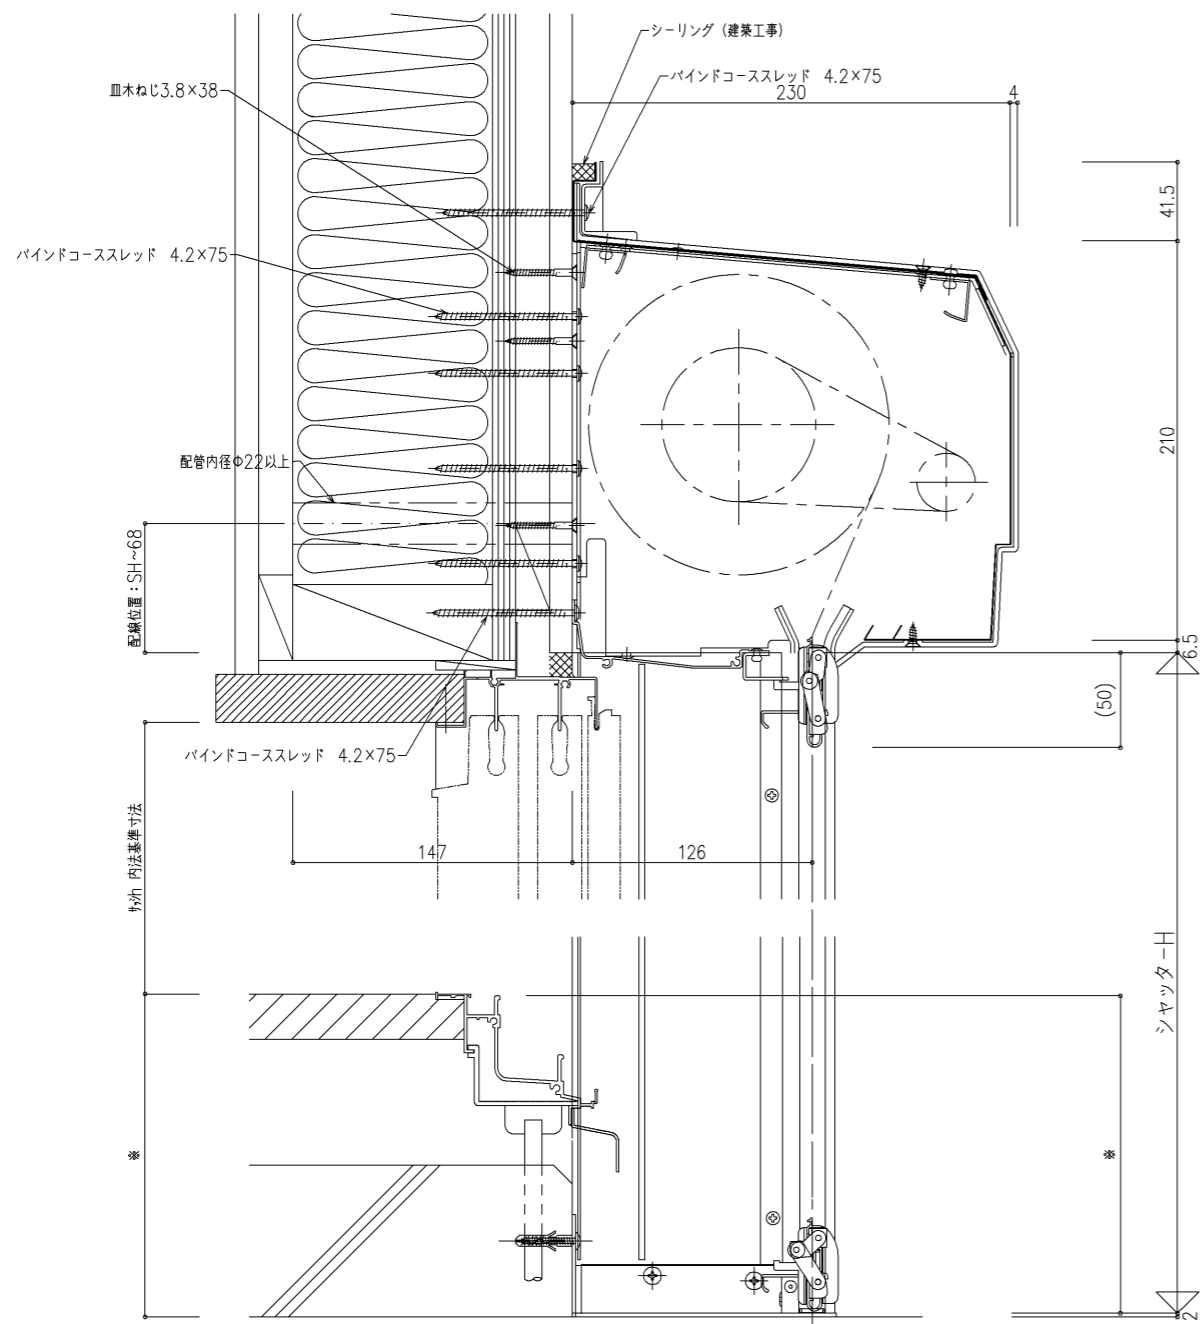 シーリング (建築工事)
パインドコーススレッド 4.2×75
230
4
皿木ねじ3.8×38
41.5
パインドコーススレッド 4.2×75
210
配管内径Φ22以上
配線位置：SH~68
6.5
(50)
パインドコーススレッド 4.2×75
ｻｯｼH 内法基準寸法
147
126
シャッターH
※
※
2